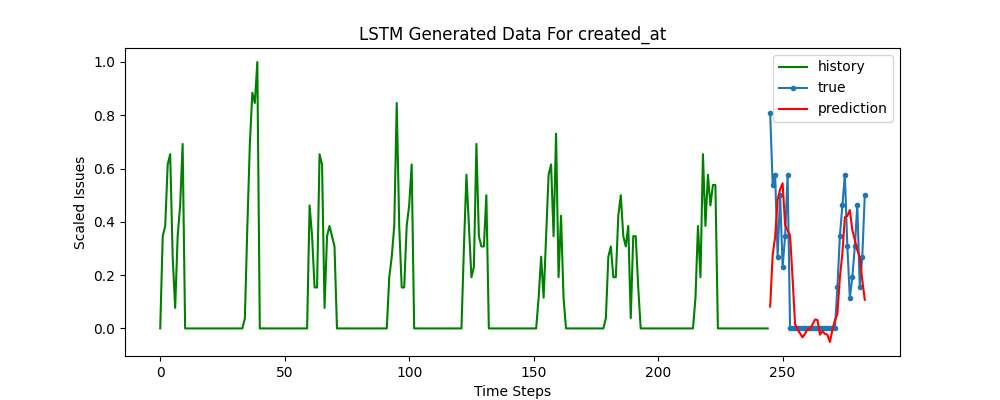 LSTM Generated Data For created_at
history
true
prediction
Scaled Issues
1.0
0.8
0.6
0.4
0.2
0.0
0
50
100
150
200
250
Time Steps